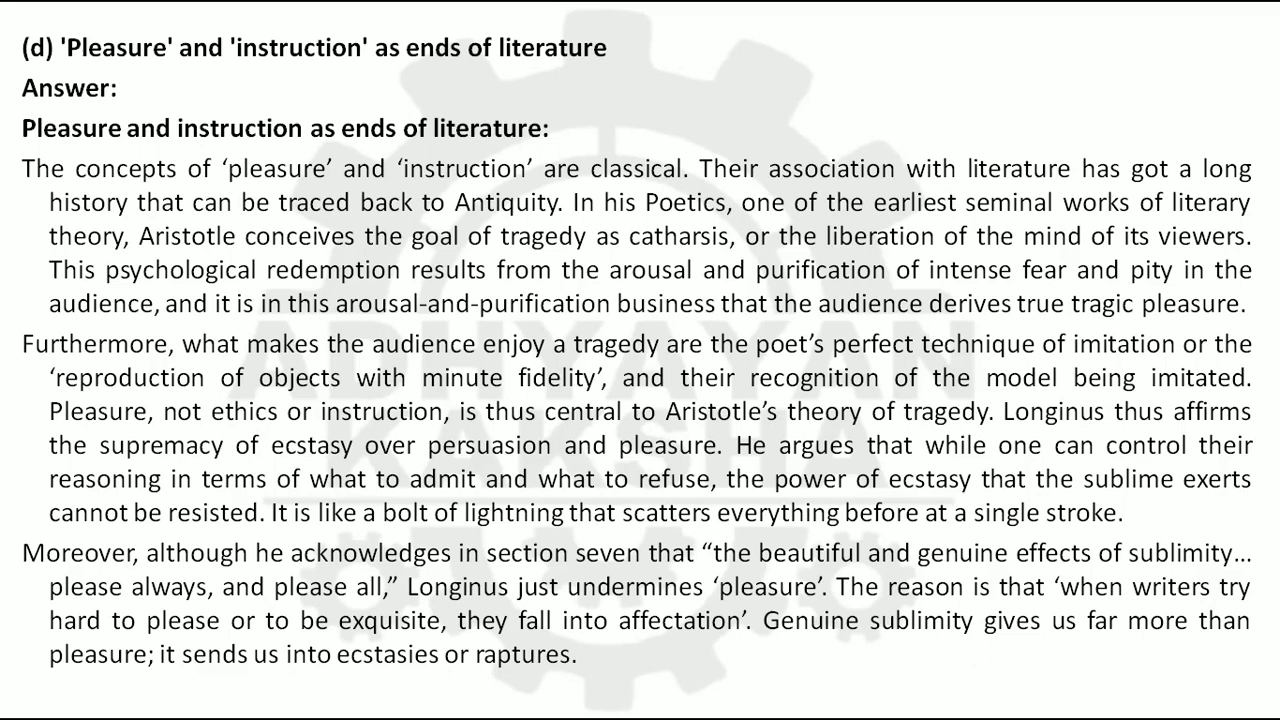 (d) 'Pleasure' and 'instruction' as ends of literature
Answer:
Pleasure and instruction as ends of literature:
The concepts of ‘pleasure’ and ‘instruction’ are classical. Their association with literature has got a long
history that can be traced back to Antiquity. In his Poetics, one of the earliest seminal works of literary
theory, Aristotle conceives the goal of tragedy as catharsis, or the liberation of the mind of its viewers.
This psychological redemption results from the arousal and purification of intense fear and pity in the
audience, and it is in this arousal-and-purification business that the audience derives true tragic pleasure.
Furthermore, what makes the audience enjoy a tragedy are the poet’s perfect technique of imitation or the
‘reproduction of objects with minute fidelity’, and their recognition of the model being imitated.
Pleasure, not ethics or instruction, is thus central to Aristotle’s theory of tragedy. Longinus thus affirms
the supremacy of ecstasy over persuasion and pleasure. He argues that while one can control their
reasoning in terms of what to admit and what to refuse, the power of ecstasy that the sublime exerts
cannot be resisted. It is like a bolt of lightning that scatters everything before at a single stroke.
Moreover, although he acknowledges in section seven that “the beautiful and genuine effects of sublimity...
please always, and please all,” Longinus just undermines ‘pleasure’. The reason is that ‘when writers try
hard to please or to be exquisite, they fall into affectation’. Genuine sublimity gives us far more than
pleasure; it sends us into ecstasies or raptures.
ADHYAYAN
KAKSHA